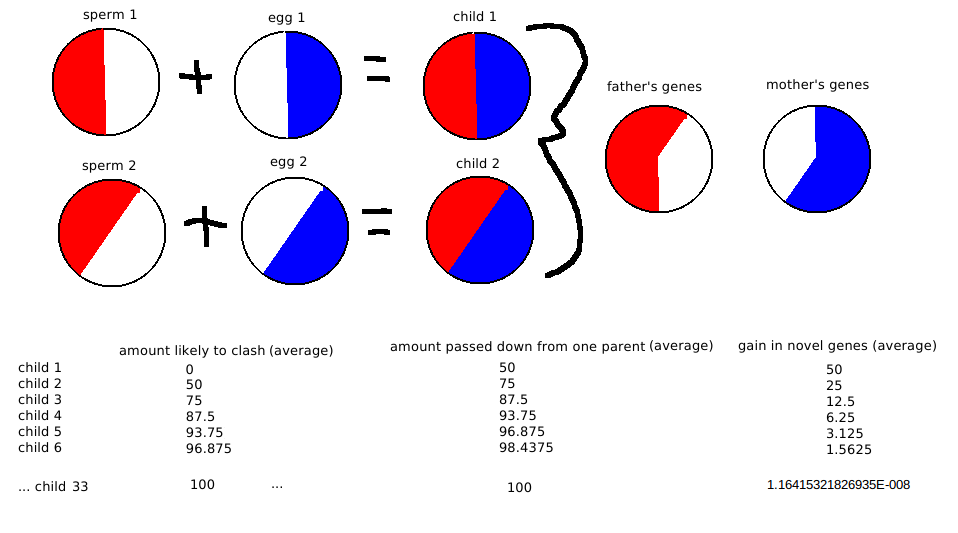 sperm 1
egg 1
child 1
father's genes
mother's genes
sperm 2
egg 2
child 2
amount likely to clash (average) amount passed down from one parent (average) gain in novel genes (average)
child 1 0 50 50
child 2 50 75 25
child 3 75 87.5 12.5
child 4 87.5 93.75 6.25
child 5 93.75 96.875 3.125
child 6 96.875 98.4375 1.5625
... child 33 100 ... 100 1.16415321826935E-008